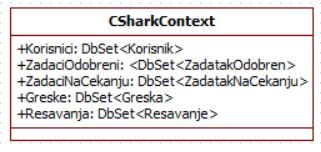 CSharkContext
+Korisnici: DbSet<Korisnik>
+ZadaciOdobreni: <DbSet<ZadatakOdobren>
+ZadaciNaCekanju: DbSet<ZadatakNaCekanju>
+Greske: DbSet<Greska>
+Resavanja: DbSet<Resavanje>